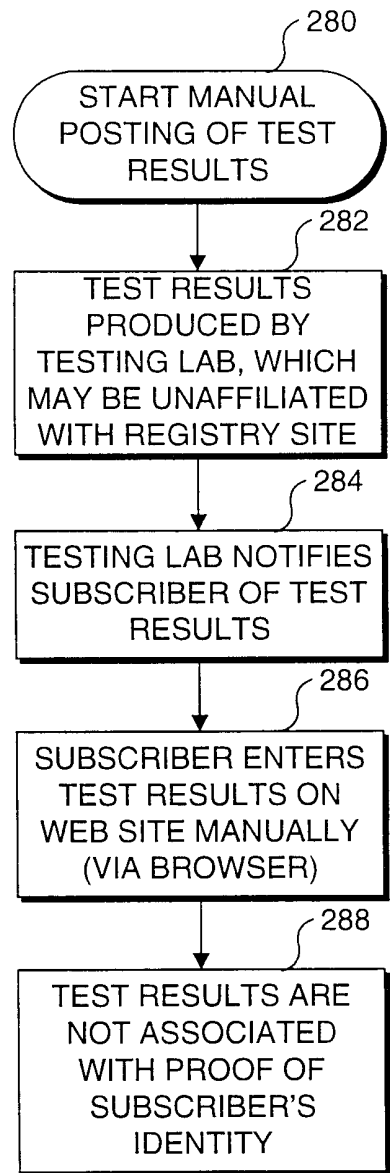 280
START MANUAL
POSTING OF TEST
RESULTS
282
TEST RESULTS
PRODUCED BY
TESTING LAB, WHICH
MAY BE UNAFFILIATED
WITH REGISTRY SITE
284
TESTING LAB NOTIFIES
SUBSCRIBER OF TEST
RESULTS
286
SUBSCRIBER ENTERS
TEST RESULTS ON
WEB SITE MANUALLY
(VIA BROWSER)
288
TEST RESULTS ARE
NOT ASSOCIATED
WITH PROOF OF
SUBSCRIBER'S
IDENTITY